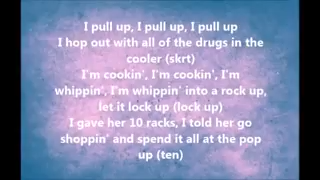 I pull up, I pull up, I pull up
I hop out with all of the drugs in the
cooler (skrt)
I'm cookin', I'm cookin', I'm
whippin', I'm whippin' into a rock up,
let it lock up (lock up)
I gave her 10 racks, I told her go
shoppin' and spend it all at the pop
up (ten)